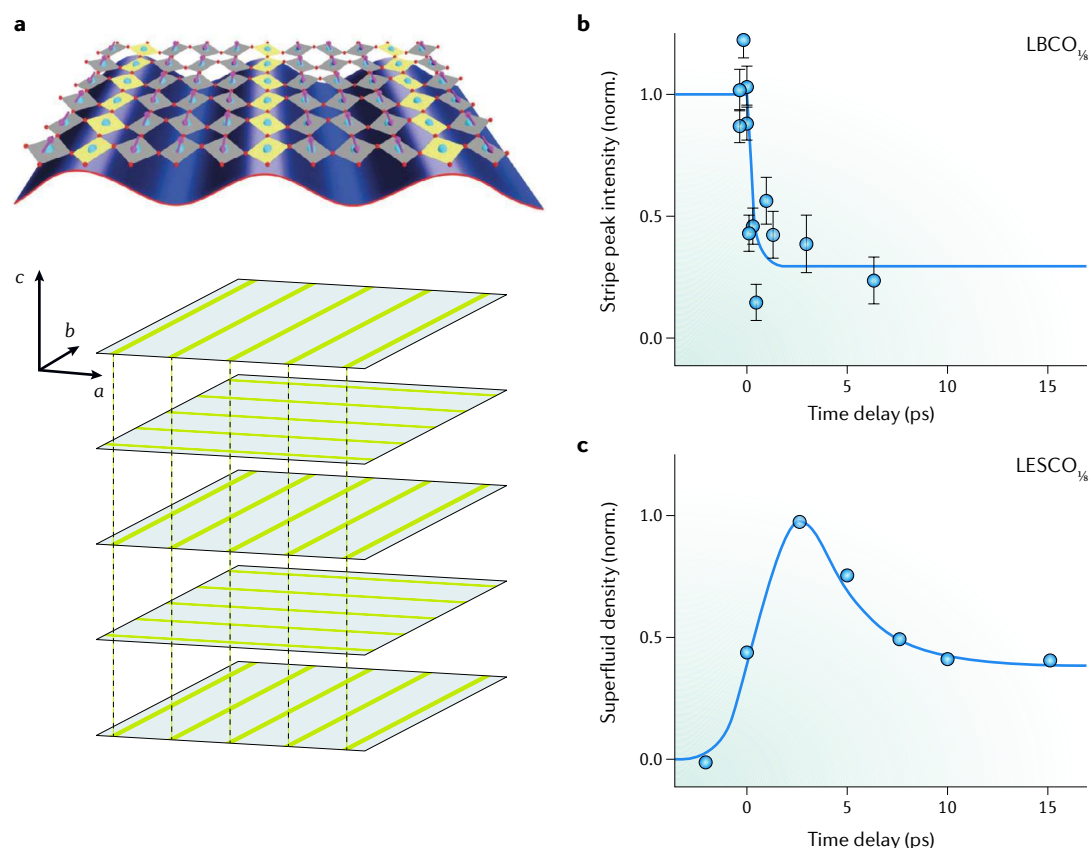 a
c
b
a
b
LBCO⅛
Stripe peak intensity (norm.)
1.0
0.5
0.0
0
5
10
15
Time delay (ps)
c
LESCO⅛
Superfluid density (norm.)
1.0
0.5
0.0
0
5
10
15
Time delay (ps)